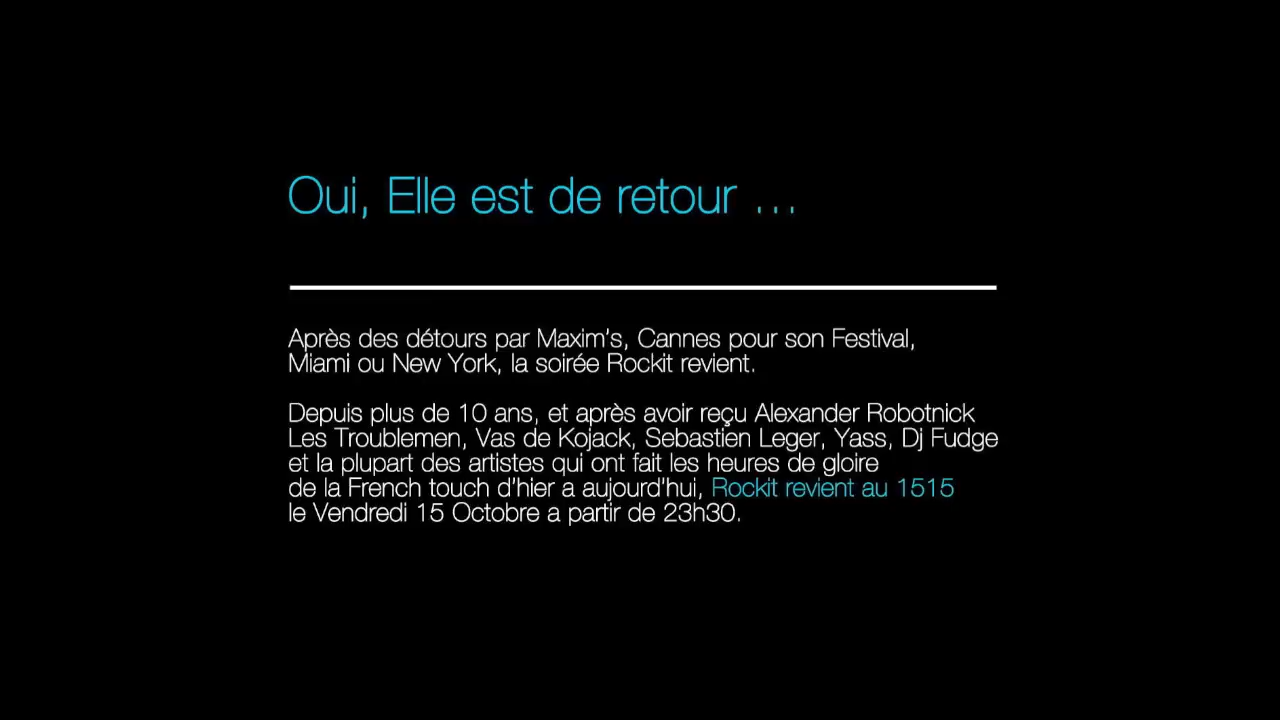 Oui, Elle est de retour ...
Après des détours par Maxim's, Cannes pour son Festival,
Miami ou New York, la soirée Rockit revient.
Depuis plus de 10 ans, et après avoir reçu Alexander Robotnick
Les Troublemen, Vas de Kojack, Sebastien Leger, Yass, Dj Fudge
et la plupart des artistes qui ont fait les heures de gloire
de la French touch d'hier a aujourd'hui, Rockit revient au 1515
le Vendredi 15 Octobre a partir de 23h30.